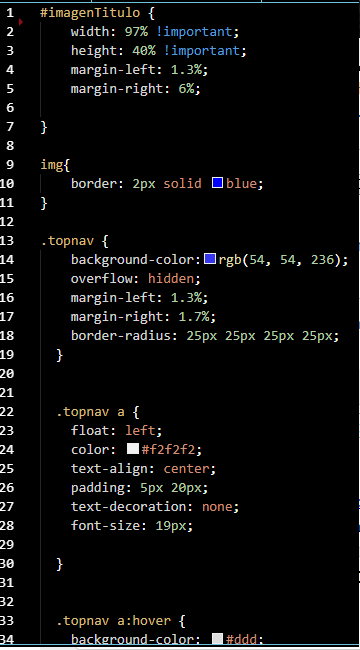 1 #imagenTitulo {
2 width: 97% !important;
3 height: 40% !important;
4 margin-left: 1.3%;
5 margin-right: 6%;
6
7 }
8
9 img{
10 border: 2px solid blue;
11 }
12
13 .topnav {
14 background-color: rgb(54, 54, 236);
15 overflow: hidden;
16 margin-left: 1.3%;
17 margin-right: 1.7%;
18 border-radius: 25px 25px 25px 25px;
19 }
20
21
22 .topnav a {
23 float: left;
24 color: #f2f2f2;
25 text-align: center;
26 padding: 5px 20px;
27 text-decoration: none;
28 font-size: 19px;
29
30 }
31
32
33 .topnav a:hover {
34 background-color: #ddd;